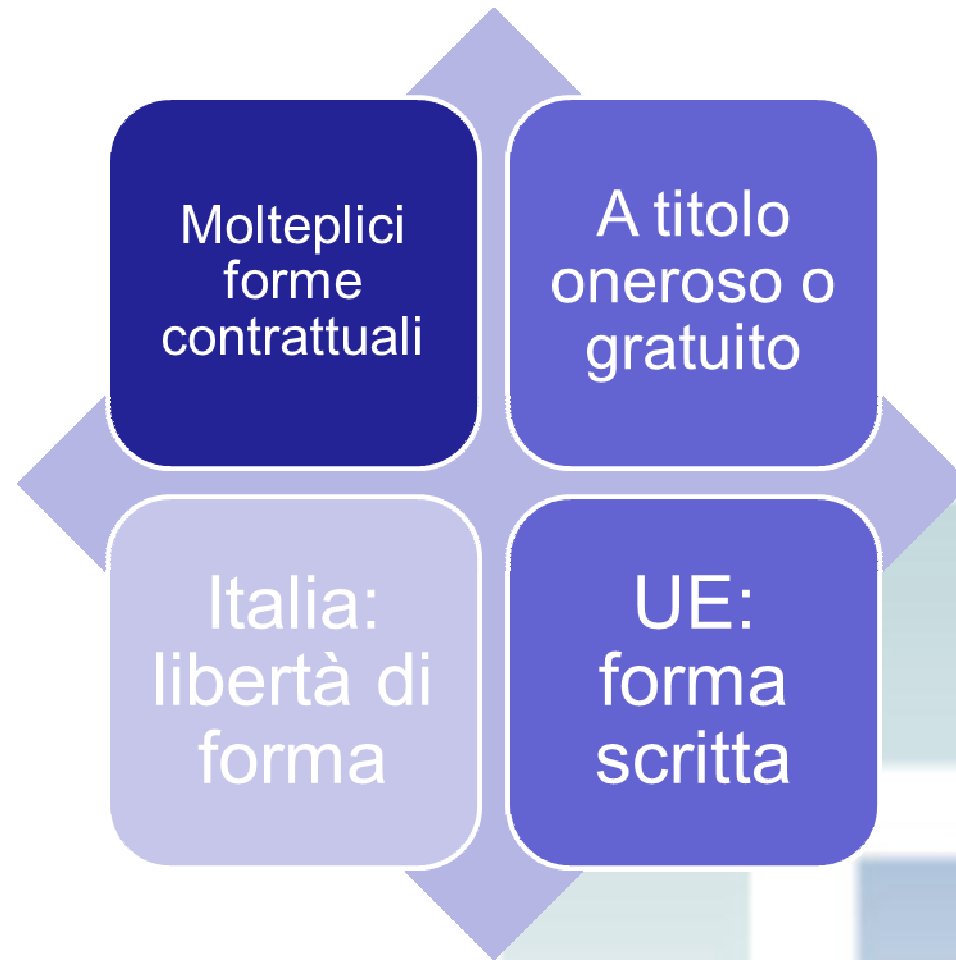 Molteplici
forme
contrattuali
A titolo
oneroso o
gratuito
Italia:
libertà di
forma
UE:
forma
scritta